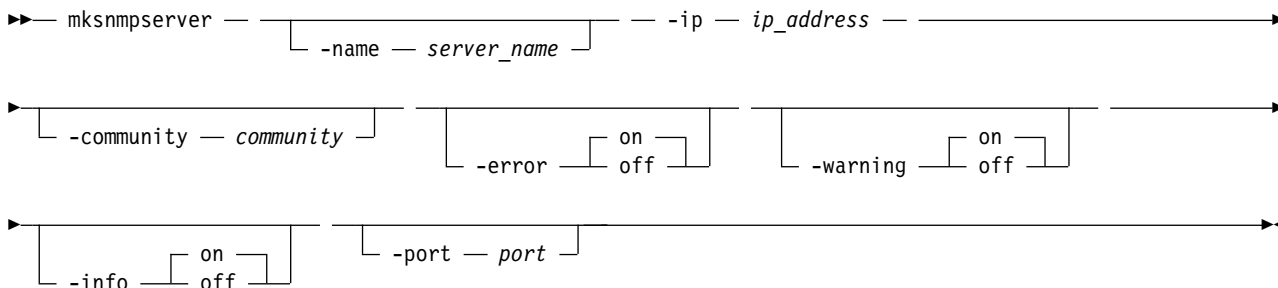 mksnmpserver -name server_name -ip ip_address
-community community -error on off -warning on off
-info on off -port port